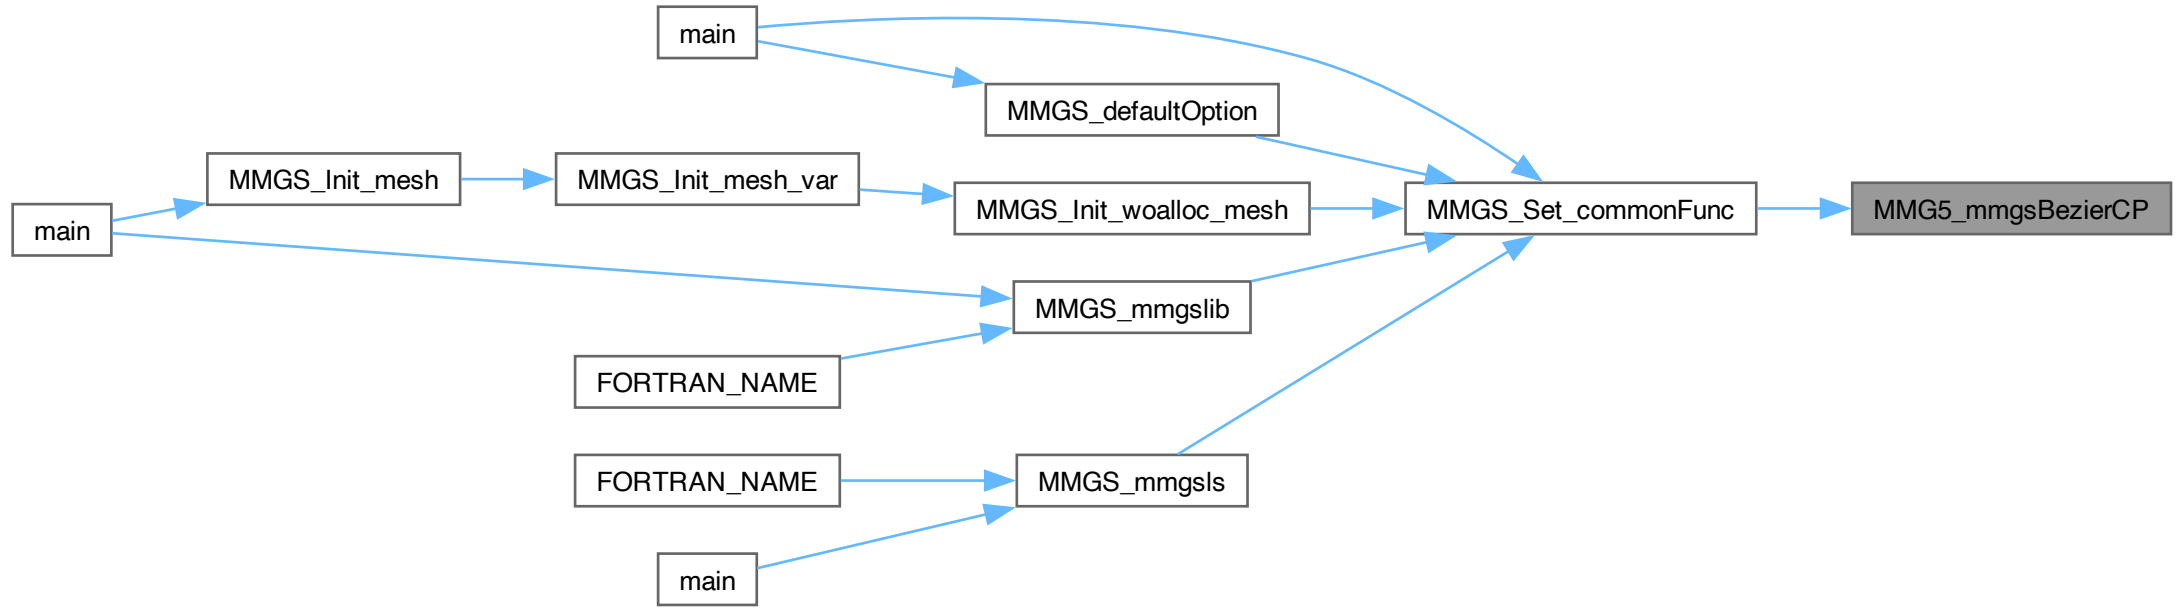 main
MMGS_defaultOption
MMGS_Init_mesh
MMGS_Init_mesh_var
MMGS_Init_woalloc_mesh
MMGS_Set_commonFunc
MMG5_mmgsBezierCP
main
MMGS_mmgslib
FORTRAN_NAME
FORTRAN_NAME
MMGS_mmgsls
main